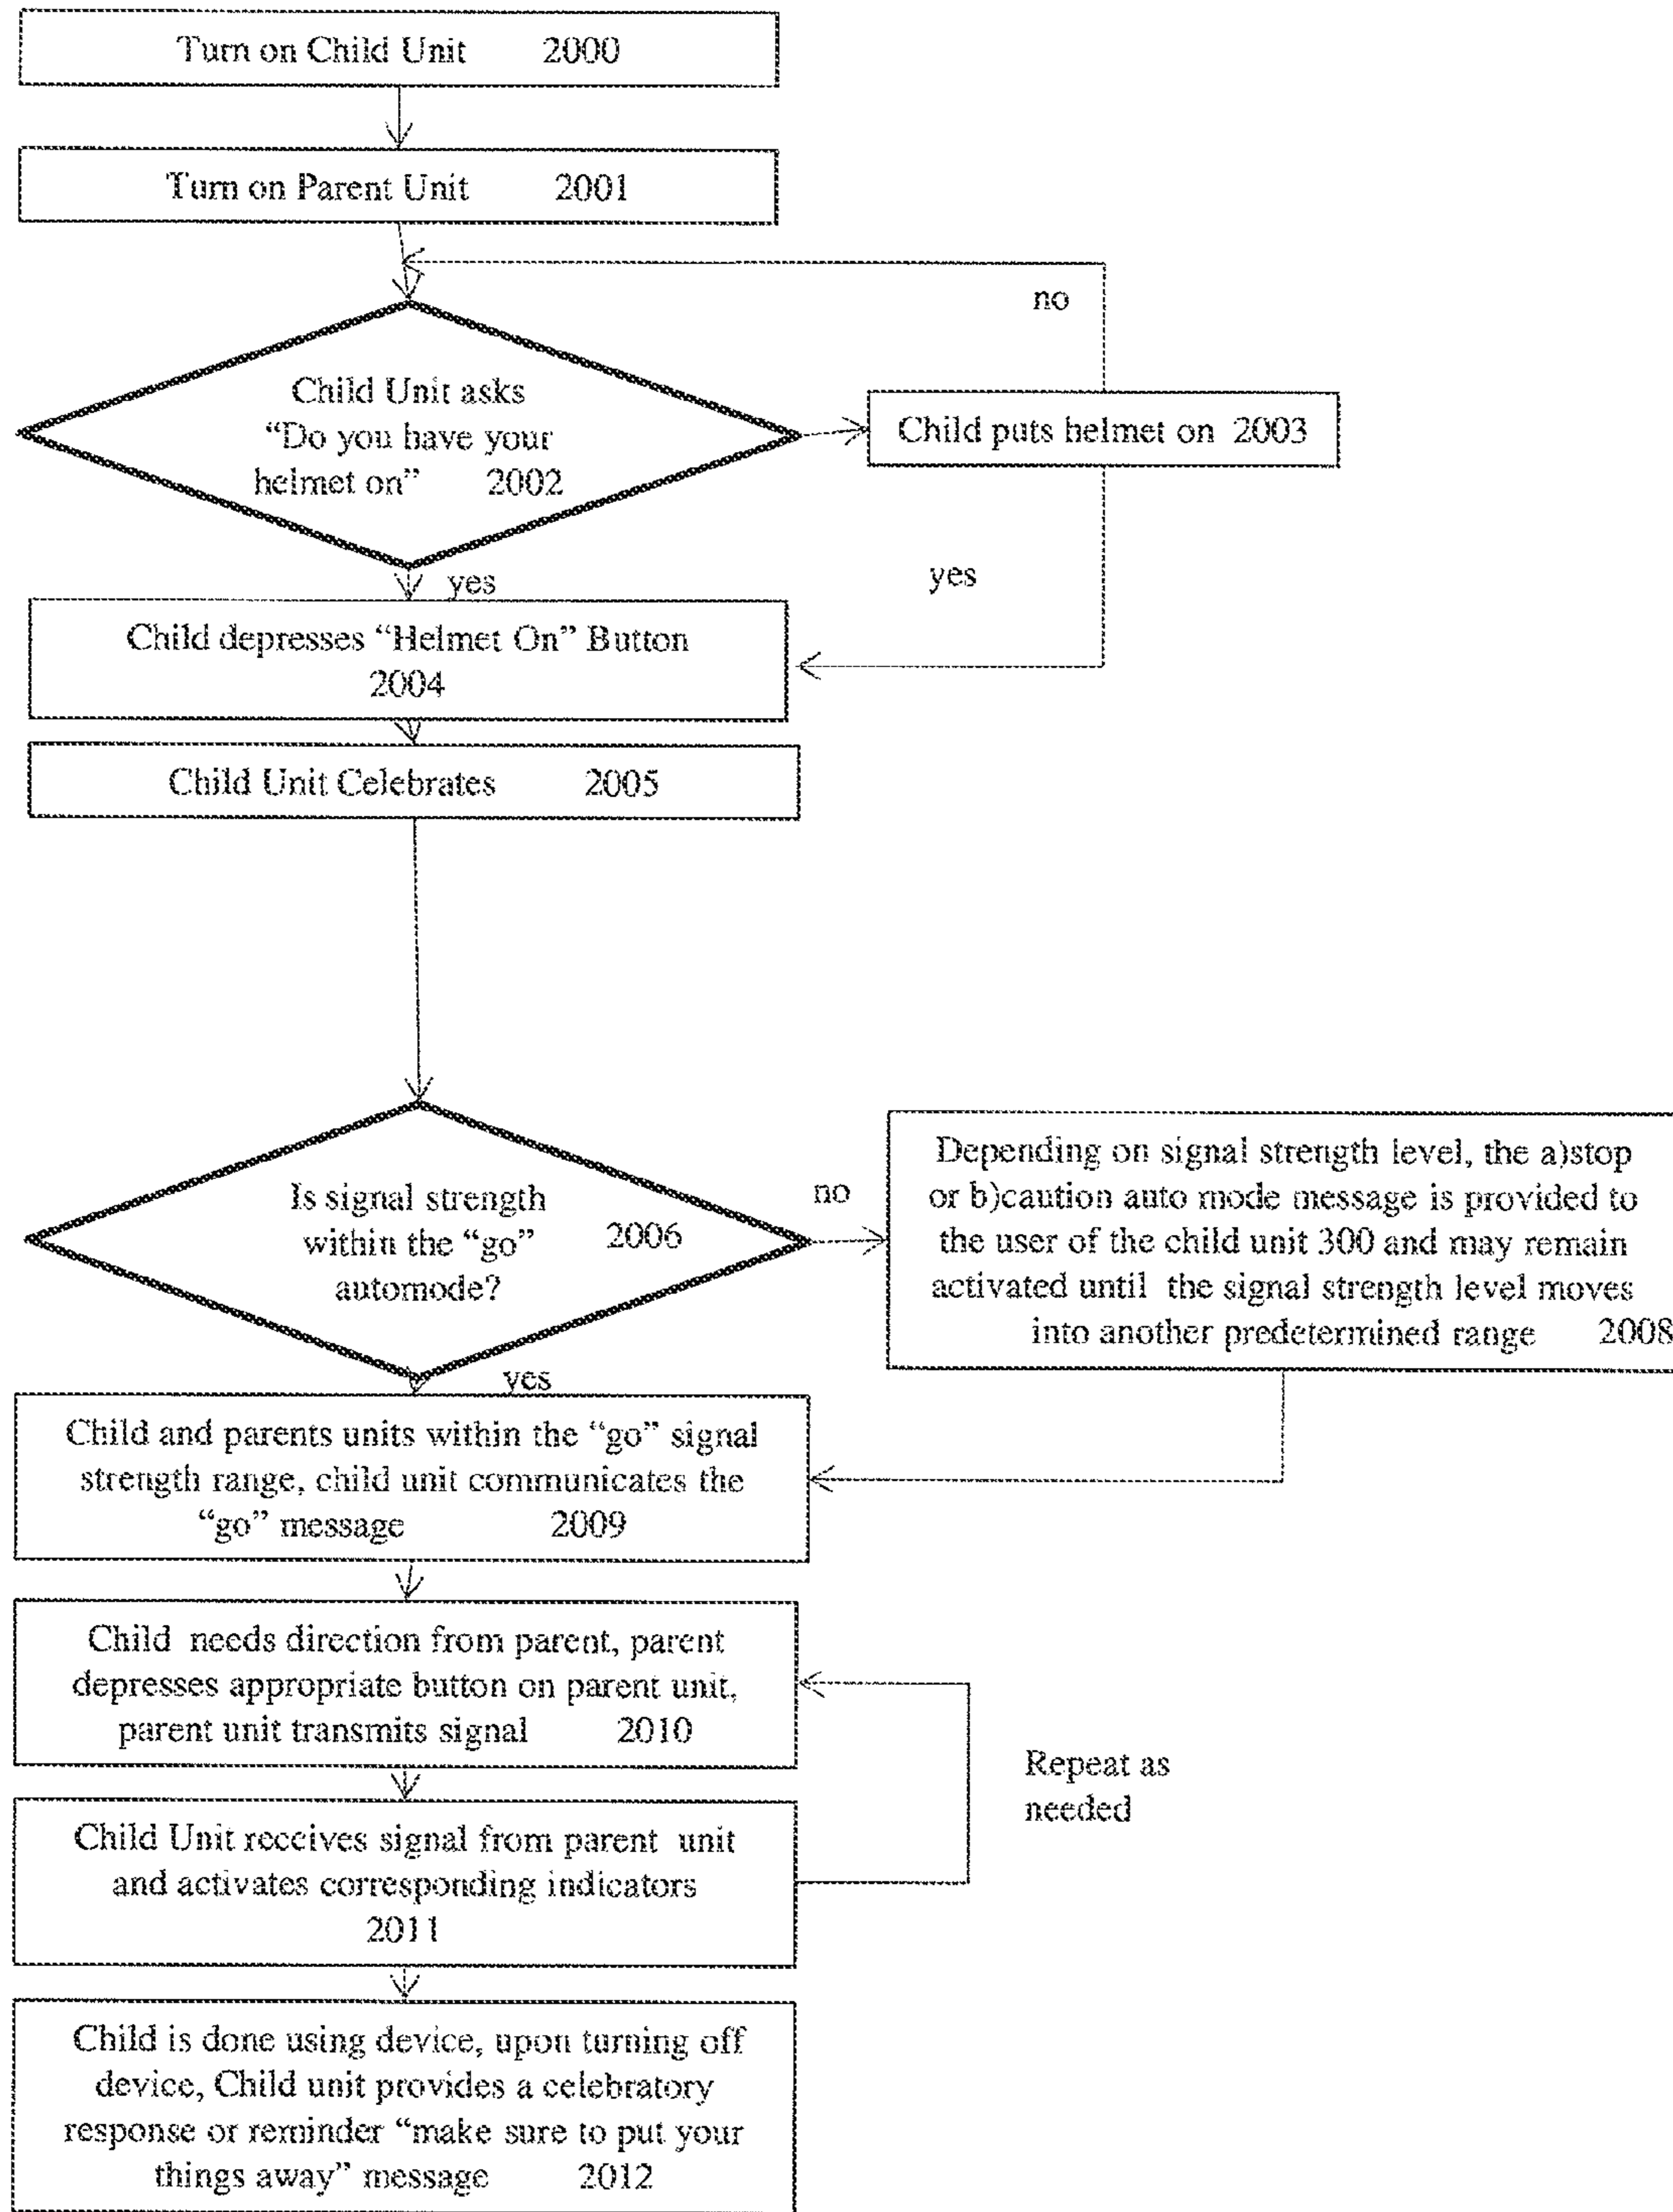 Turn on Child Unit 2000
Turn on Parent Unit 2001
no
Child Unit asks
“Do you have your
helmet on” 2002
Child puts helmet on 2003
yes
yes
Child depresses “Helmet On” Button
2004
Child Unit Celebrates 2005
Is signal strength
within the “go” 2006
automode?
no
Depending on signal strength level, the a)stop
or b)caution auto mode message is provided to
the user of the child unit 300 and may remain
activated until the signal strength level moves
into another predetermined range 2008
yes
Child and parents units within the “go” signal
strength range, child unit communicates the
“go” message 2009
Child needs direction from parent, parent
depresses appropriate button on parent unit,
parent unit transmits signal 2010
Repeat as
needed
Child Unit receives signal from parent unit
and activates corresponding indicators
2011
Child is done using device, upon turning off
device, Child unit provides a celebratory
response or reminder “make sure to put your
things away” message 2012